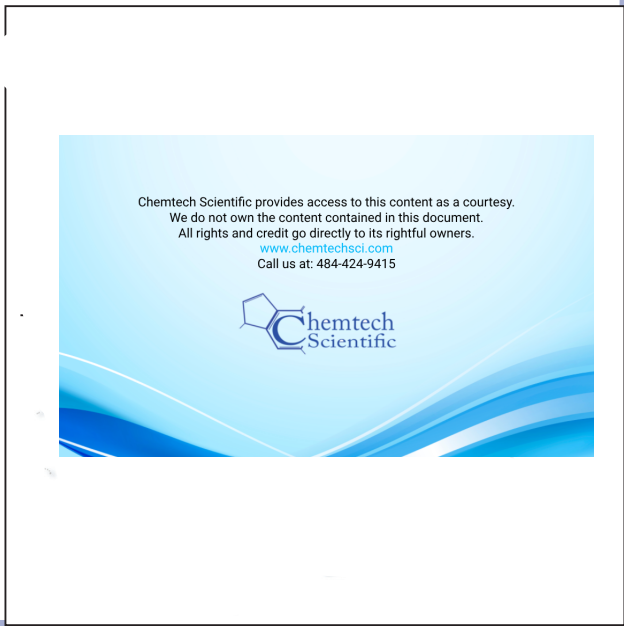 Chemtech Scientific provides access to this content as a courtesy.
We do not own the content contained in this document.
All rights and credit go directly to its rightful owners.
www.chemtechsci.com
Call us at: 484-424-9415
Chemtech
Scientific